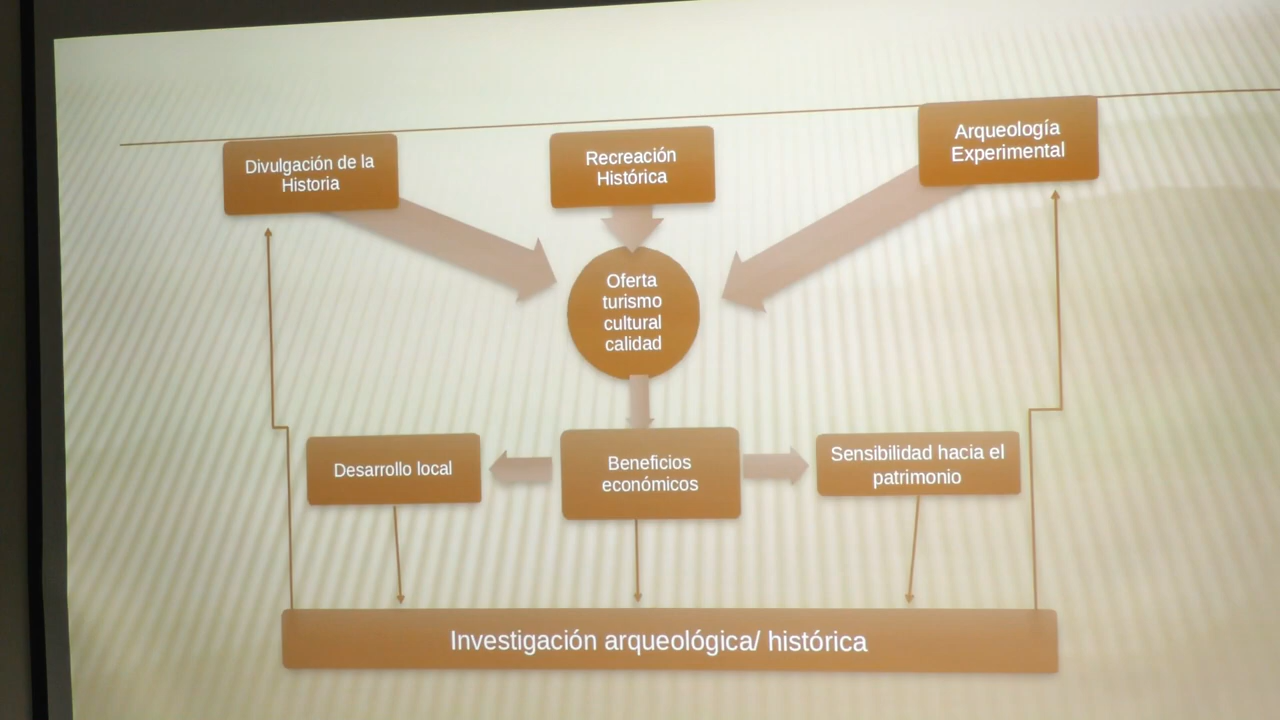 Divulgación de la
Historia
Recreación
Histórica
Arqueología
Experimental
Oferta
turismo
cultural
calidad
Desarrollo local
Beneficios
económicos
Sensibilidad hacia el
patrimonio
Investigación arqueológica/ histórica